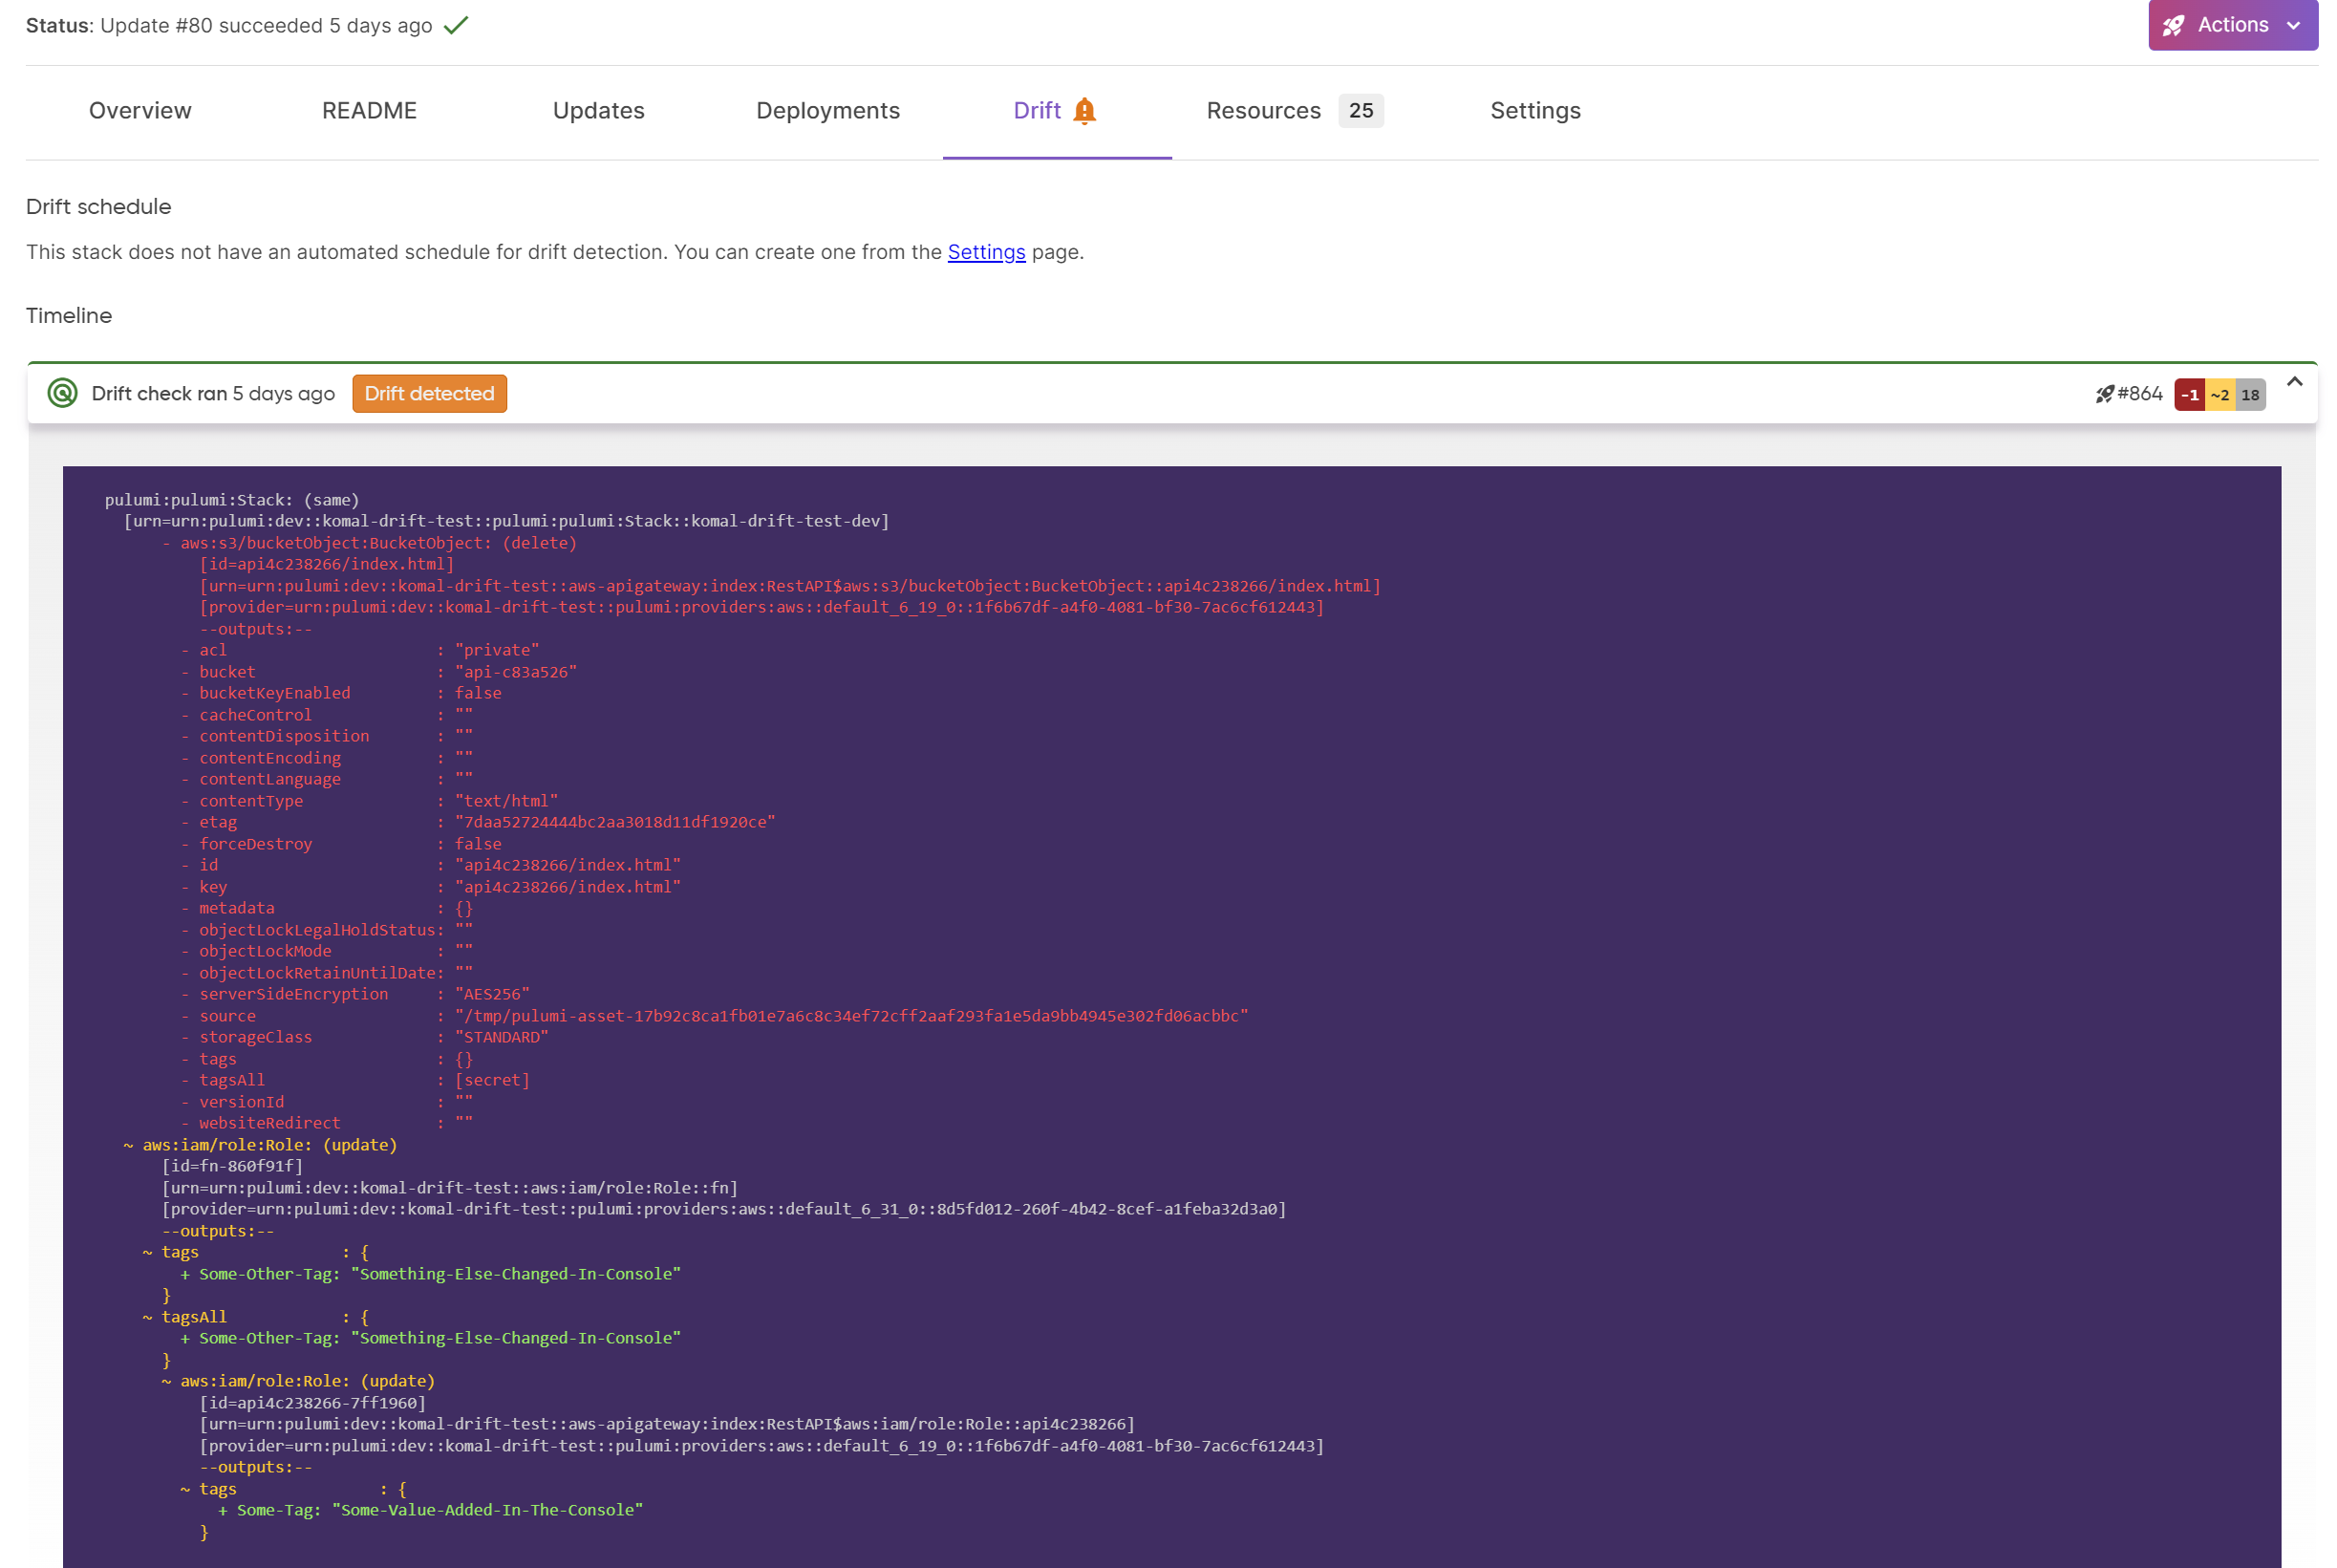 Status: Update #80 succeeded 5 days ago
Actions
Overview README Updates Deployments Drift Resources 25 Settings
Drift schedule
This stack does not have an automated schedule for drift detection. You can create one from the Settings page.
Timeline
Drift check ran 5 days ago Drift detected #864 -1 ~2 18
pulumi:pulumi:Stack: (same)
[urn=urn:pulumi:dev::komal-drift-test::pulumi:pulumi:Stack::komal-drift-test-dev]
- aws:s3/bucketObject:BucketObject: (delete)
[id=api4c238266/index.html]
[urn=urn:pulumi:dev::komal-drift-test::aws-apigateway:index:RestAPI$aws:s3/bucketObject:BucketObject::api4c238266/index.html]
[provider=urn:pulumi:dev::komal-drift-test::pulumi:providers:aws::default_6_19_0::1f6b67df-a4f0-4081-bf30-7ac6cf612443]
--outputs:--
- acl : "private"
- bucket : "api-c83a526"
- bucketKeyEnabled : false
- cacheControl : ""
- contentDisposition : ""
- contentEncoding : ""
- contentLanguage : ""
- contentType : "text/html"
- etag : "7daa52724444bc2aa3018d11df1920ce"
- forceDestroy : false
- id : "api4c238266/index.html"
- key : "api4c238266/index.html"
- metadata : {}
- objectLockLegalHoldStatus: ""
- objectLockMode : ""
- objectLockRetainUntilDate: ""
- serverSideEncryption : "AES256"
- source : "/tmp/pulumi-asset-17b92c8ca1fb01e7a6c8c34ef72cff2aaf293fa1e5da9bb4945e302fd06acbbc"
- storageClass : "STANDARD"
- tags : {}
- tagsAll : [secret]
- versionId : ""
- websiteRedirect : ""
~ aws:iam/role:Role: (update)
[id=fn-860f91f]
[urn=urn:pulumi:dev::komal-drift-test::aws:iam/role:Role::fn]
[provider=urn:pulumi:dev::komal-drift-test::pulumi:providers:aws::default_6_31_0::8d5fd012-260f-4b42-8cef-a1feba32d3a0]
--outputs:--
~ tags : {
+ Some-Other-Tag: "Something-Else-Changed-In-Console"
}
~ tagsAll : {
+ Some-Other-Tag: "Something-Else-Changed-In-Console"
}
~ aws:iam/role:Role: (update)
[id=api4c238266-7ff1960]
[urn=urn:pulumi:dev::komal-drift-test::aws-apigateway:index:RestAPI$aws:iam/role:Role::api4c238266]
[provider=urn:pulumi:dev::komal-drift-test::pulumi:providers:aws::default_6_19_0::1f6b67df-a4f0-4081-bf30-7ac6cf612443]
--outputs:--
~ tags : {
+ Some-Tag: "Some-Value-Added-In-The-Console"
}